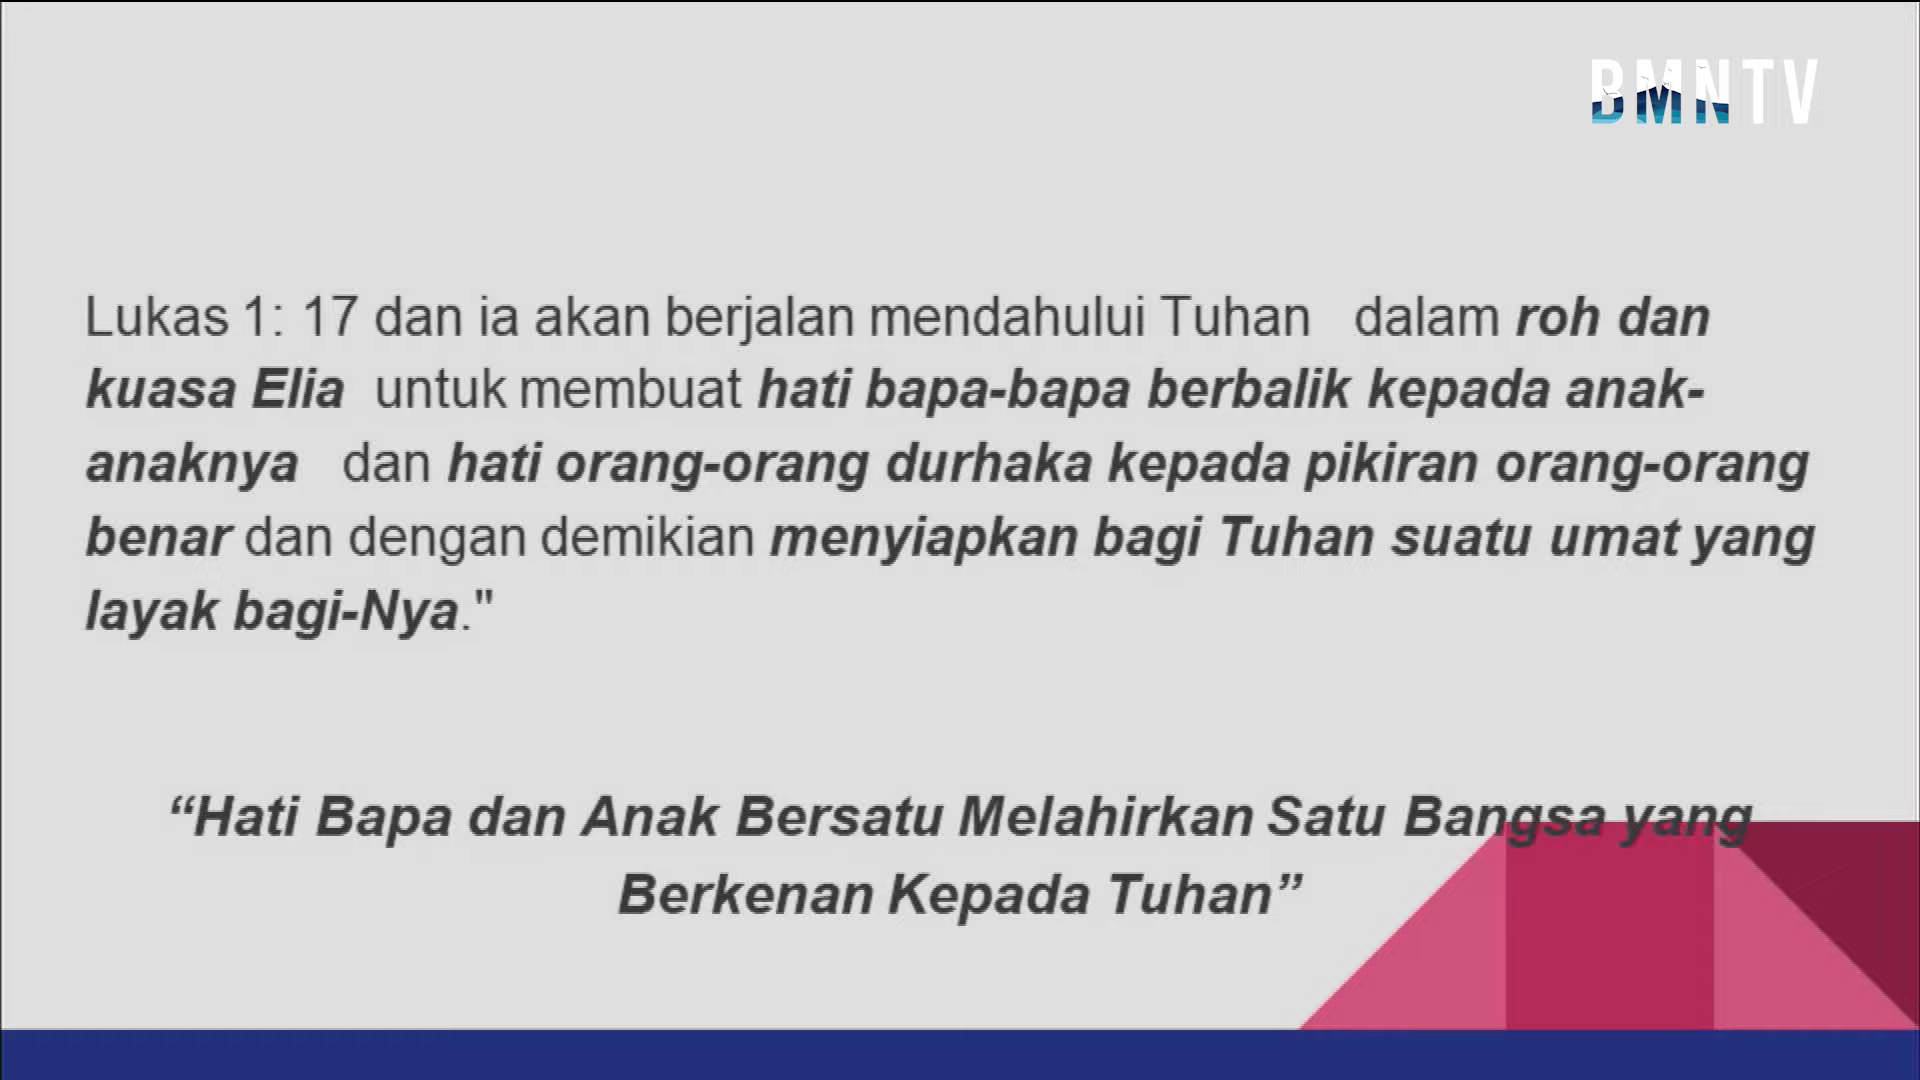 BMNTV
Lukas 1: 17 dan ia akan berjalan mendahului Tuhan dalam roh dan
kuasa Elia untuk membuat hati bapa-bapa berbalik kepada anak-
anaknya dan hati orang-orang durhaka kepada pikiran orang-orang
benar dan dengan demikian menyiapkan bagi Tuhan suatu umat yang
layak bagi-Nya."
“Hati Bapa dan Anak Bersatu Melahirkan Satu Bangsa yang
Berkenan Kepada Tuhan”